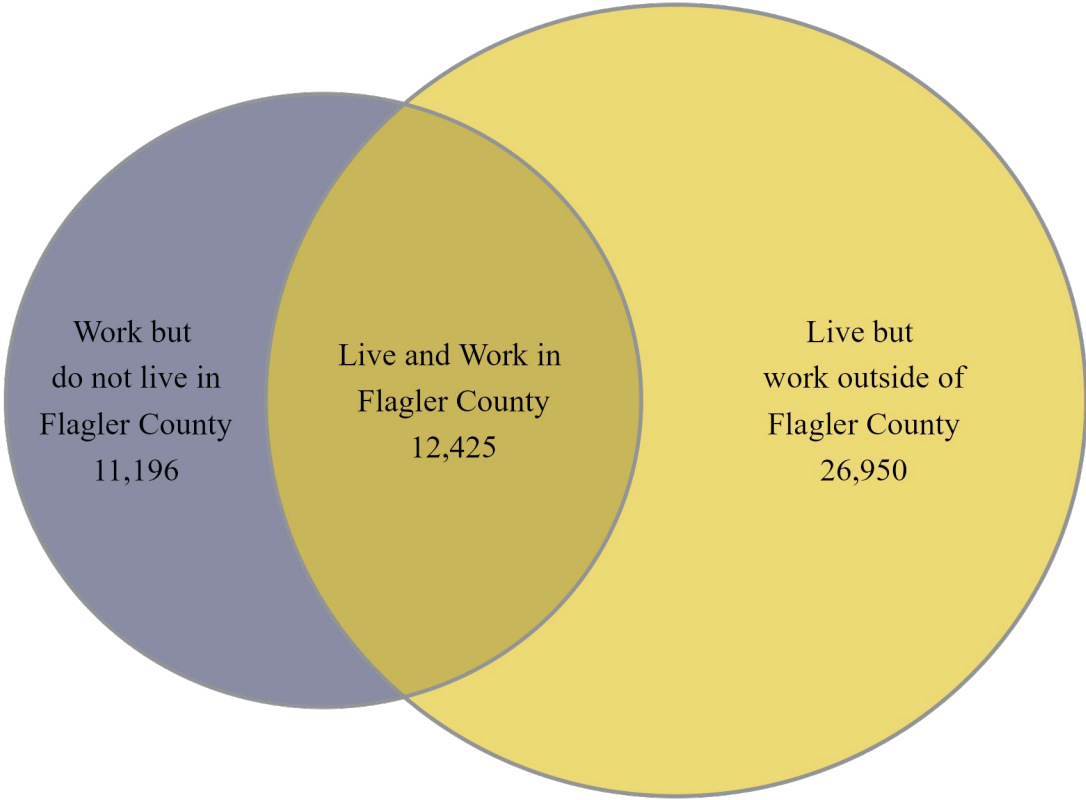 Work but
do not live in
Flagler County
11,196
Live and Work in
Flagler County
12,425
Live but
work outside of
Flagler County
26,950